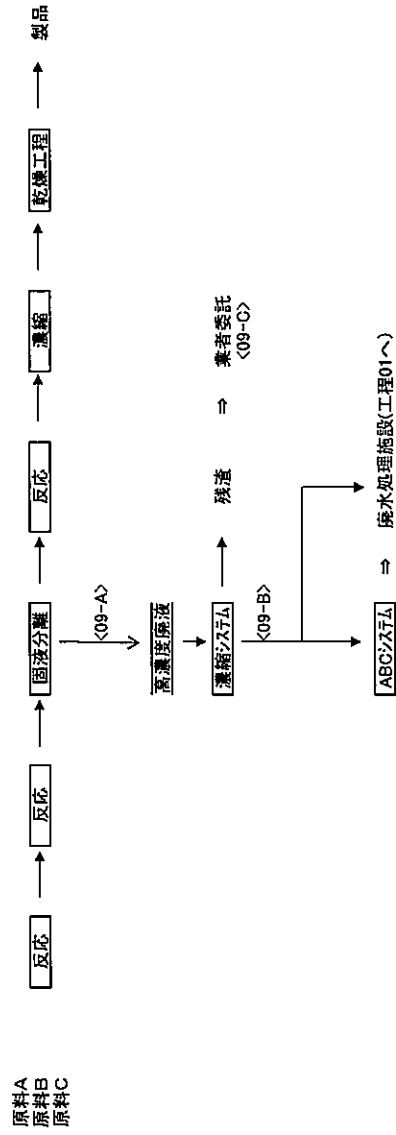 原料A
原料B
原料C
反応
反応
固液分離
反応
濃縮
乾燥工程
製品
<09-A>
高濃度廃液
濃縮システム
残渣
⇒
業者委託
<09-C>
<09-B>
ABCシステム
⇒
廃水処理施設(工程01へ)